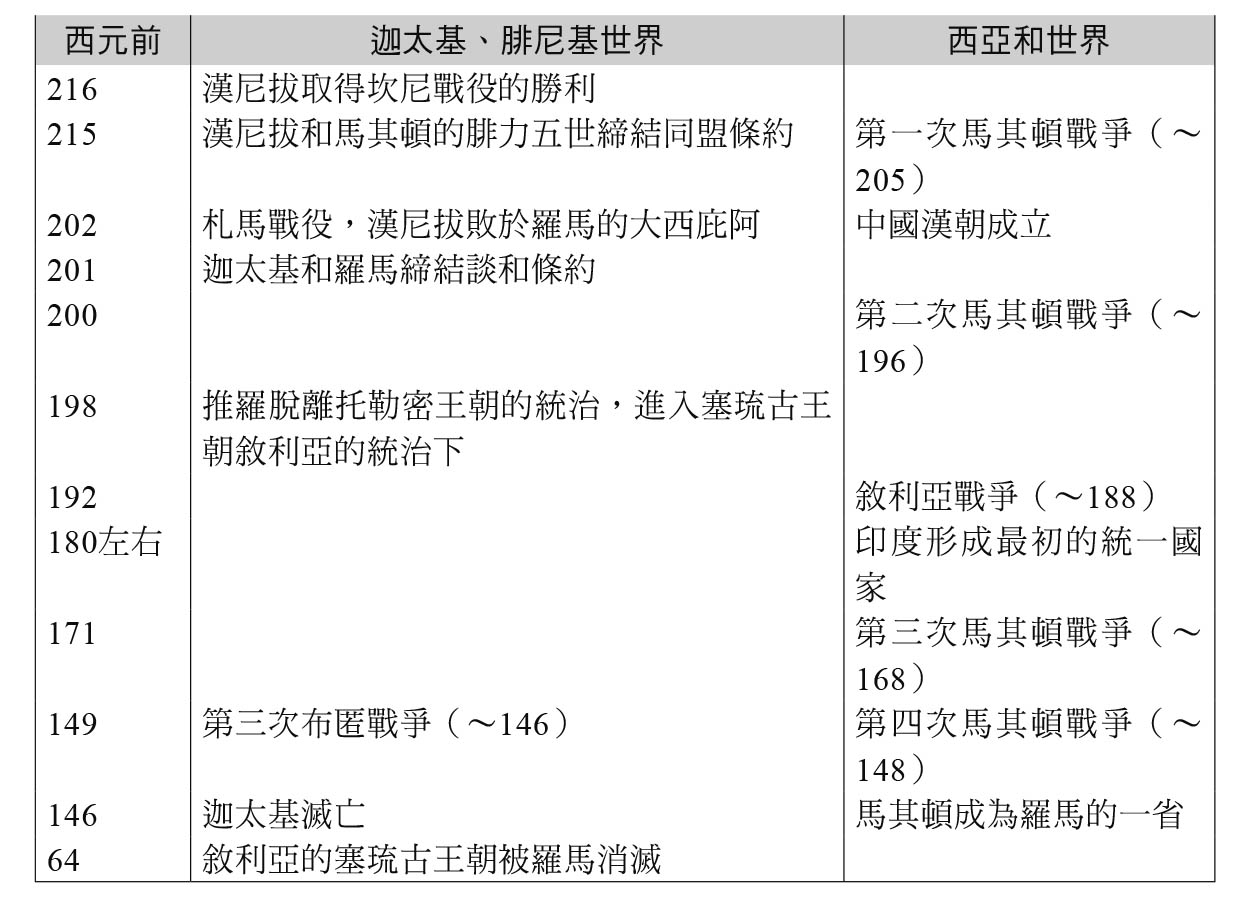 西元前 迦太基、腓尼基世界 西亞和世界
216 漢尼拔取得坎尼戰役的勝利
215 漢尼拔和馬其頓的腓力五世締結同盟條約 第一次馬其頓戰爭（～
205）
202 札馬戰役，漢尼拔敗於羅馬的大西庇阿 中國漢朝成立
201 迦太基和羅馬締結談和條約
200 第二次馬其頓戰爭（～
196）
198 推羅脫離托勒密王朝的統治，進入塞琉古王
朝敘利亞的統治下
192 敘利亞戰爭（～188）
180左右 印度形成最初的統一國
家
171 第三次馬其頓戰爭（～
168）
149 第三次布匿戰爭（～146） 第四次馬其頓戰爭（～
148）
146 迦太基滅亡 馬其頓成為羅馬的一省
64 敘利亞的塞琉古王朝被羅馬消滅